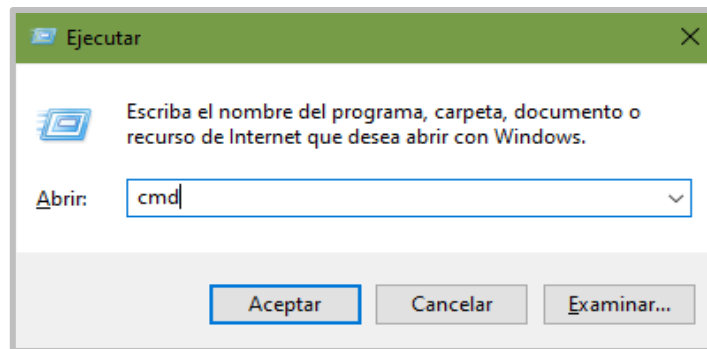 Ejecutar
Escriba el nombre del programa, carpeta, documento o
recurso de Internet que desea abrir con Windows.
Abrir: cmd
Aceptar Cancelar Examinar...